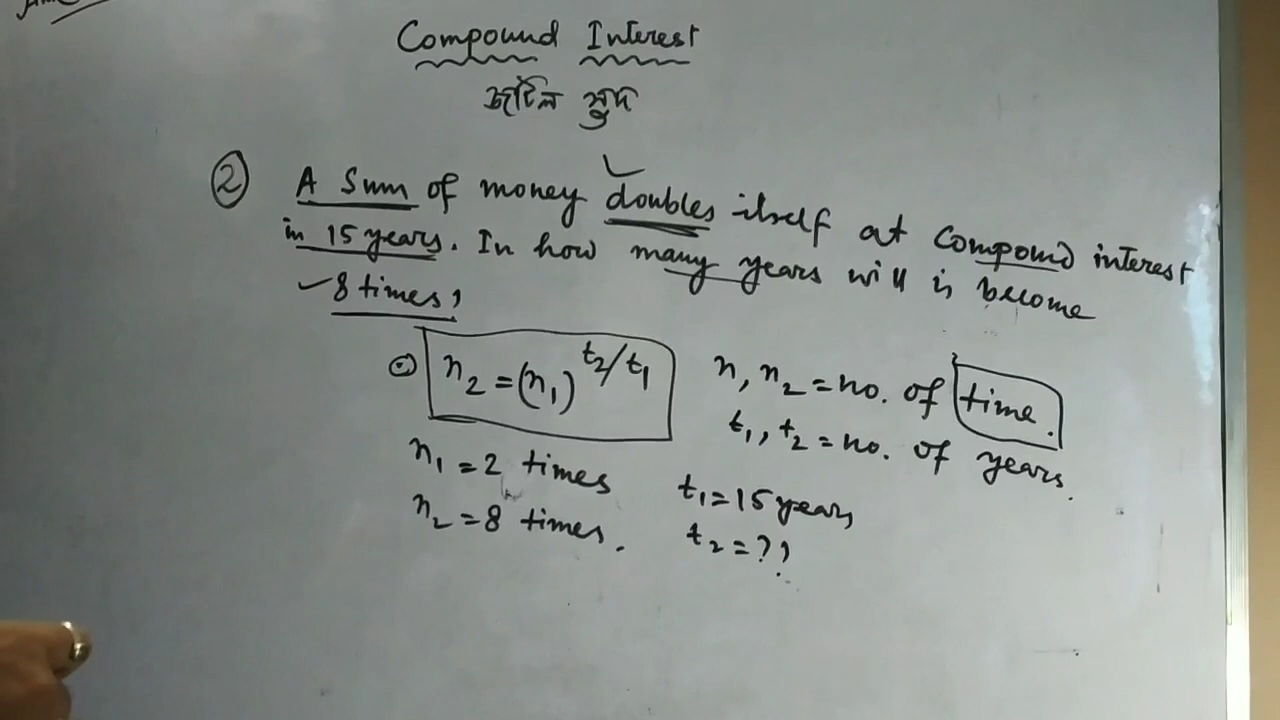 Compound Interest
জটিল সুদ
② A Sum of money doubles itself at Compound interest
in 15 years. In how many years will is become
8 times?
n₂ = (n₁)^t₂/t₁
n, n₂ = no. of time.
t₁, t₂ = no. of years.
n₁ = 2 times
t₁ = 15 years
n₂ = 8 times.
t₂ = ??